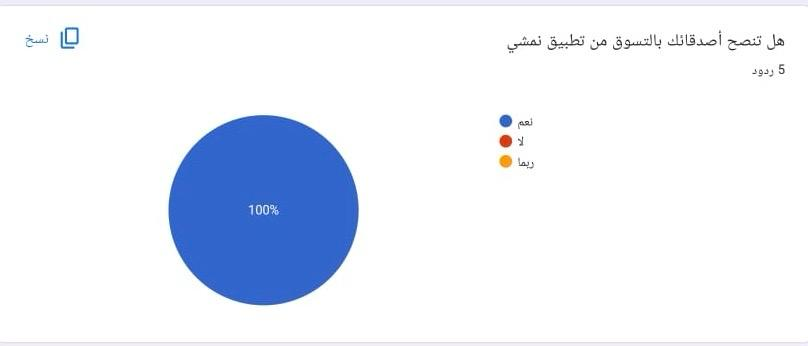 هل تنصح أصدقائك بالتسوق من تطبيق نمشي
نسخ
5 ردود
نعم
لا
ربما
100%